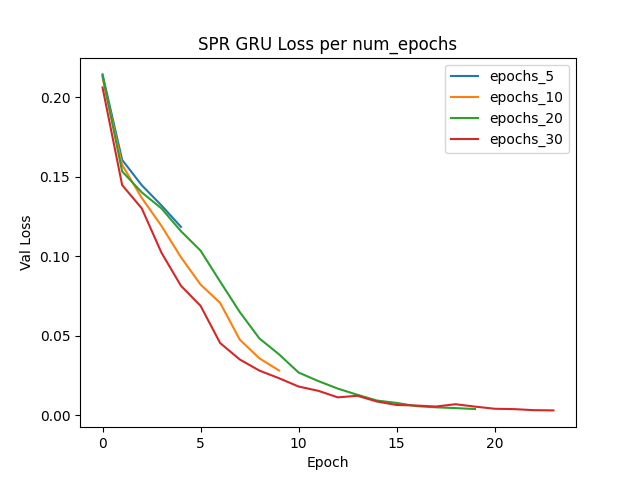 SPR GRU Loss per num_epochs
epochs_5
epochs_10
epochs_20
epochs_30
Val Loss
0.20
0.15
0.10
0.05
0.00
0 5 10 15 20
Epoch